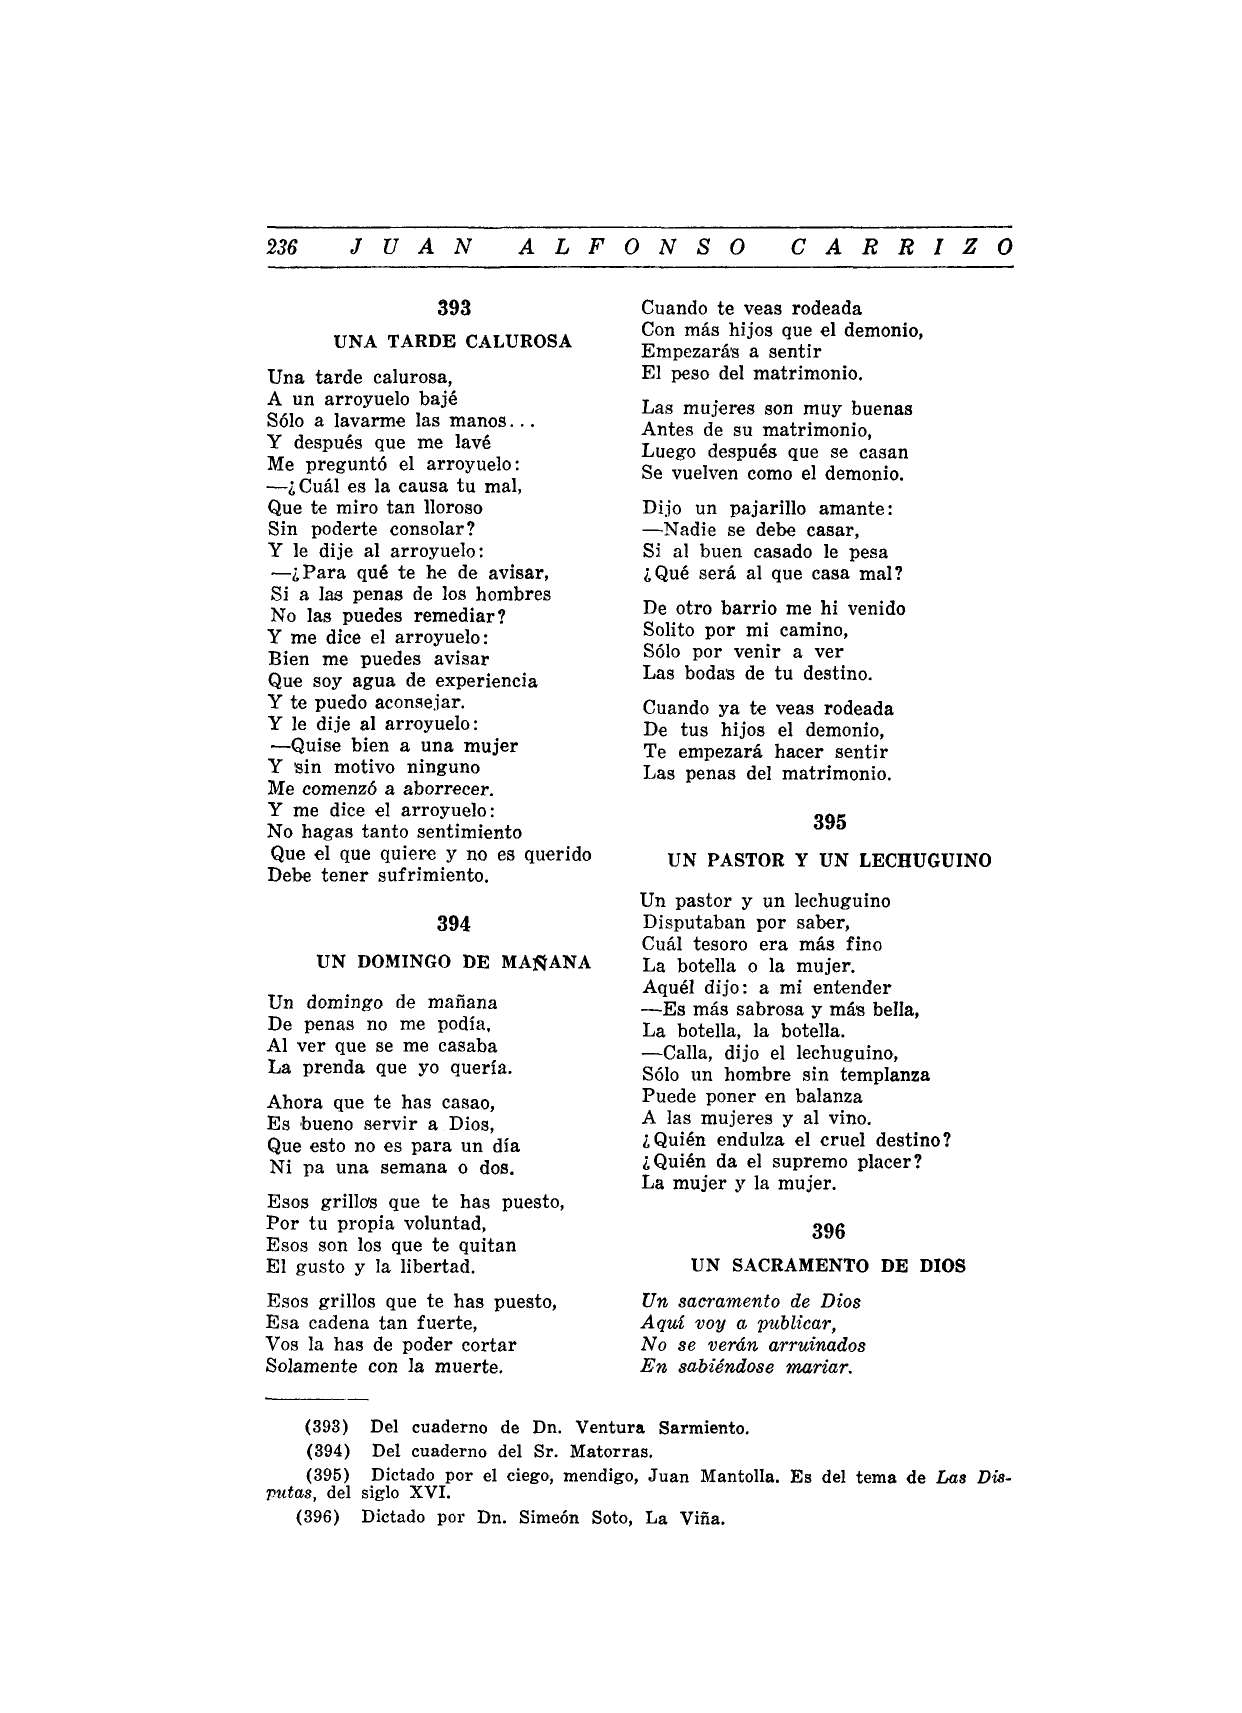 236 JUAN ALFONSO CARRIZO
393
UNA TARDE CALUROSA
Una tarde calurosa,
A un arroyuelo bajé
Sólo a lavarme las manos...
Y después que me lavé
Me preguntó el arroyuelo:
—¿Cuál es la causa tu mal,
Que te miro tan lloroso
Sin poderte consolar?
Y le dije al arroyuelo:
—¿Para qué te he de avisar,
Si a las penas de los hombres
No las puedes remediar?
Y me dice el arroyuelo:
Bien me puedes avisar
Que soy agua de experiencia
Y te puedo aconsejar.
Y le dije al arroyuelo:
—Quise bien a una mujer
Y sin motivo ninguno
Me comenzó a aborrecer.
Y me dice el arroyuelo:
No hagas tanto sentimiento
Que el que quiere y no es querido
Debe tener sufrimiento.
394
UN DOMINGO DE MAÑANA
Un domingo de mañana
De penas no me podía,
Al ver que se me casaba
La prenda que yo quería.
Ahora que te has casao,
Es bueno servir a Dios,
Que esto no es para un día
Ni pa una semana o dos.
Esos grillos que te has puesto,
Por tu propia voluntad,
Esos son los que te quitan
El gusto y la libertad.
Esos grillos que te has puesto,
Esa cadena tan fuerte,
Vos la has de poder cortar
Solamente con la muerte.
Cuando te veas rodeada
Con más hijos que el demonio,
Empezarás a sentir
El peso del matrimonio.
Las mujeres son muy buenas
Antes de su matrimonio,
Luego después que se casan
Se vuelven como el demonio.
Dijo un pajarillo amante:
—Nadie se debe casar,
Si al buen casado le pesa
¿Qué será al que casa mal?
De otro barrio me hi venido
Solito por mi camino,
Sólo por venir a ver
Las bodas de tu destino.
Cuando ya te veas rodeada
De tus hijos el demonio,
Te empezará hacer sentir
Las penas del matrimonio.
395
UN PASTOR Y UN LECHUGUINO
Un pastor y un lechuguino
Disputaban por saber,
Cuál tesoro era más fino
La botella o la mujer.
Aquél dijo: a mi entender
—Es más sabrosa y más bella,
La botella, la botella.
—Calla, dijo el lechuguino,
Sólo un hombre sin templanza
Puede poner en balanza
A las mujeres y al vino.
¿Quién endulza el cruel destino?
¿Quién da el supremo placer?
La mujer y la mujer.
396
UN SACRAMENTO DE DIOS
Un sacramento de Dios
Aquí voy a publicar,
No se verán arruinados
En sabiéndose mariar.
(393) Del cuaderno de Dn. Ventura Sarmiento.
(394) Del cuaderno del Sr. Matorras.
(395) Dictado por el ciego, mendigo, Juan Mantolla. Es del tema de Las Dis-
putas, del siglo XVI.
(396) Dictado por Dn. Simeón Soto, La Viña.